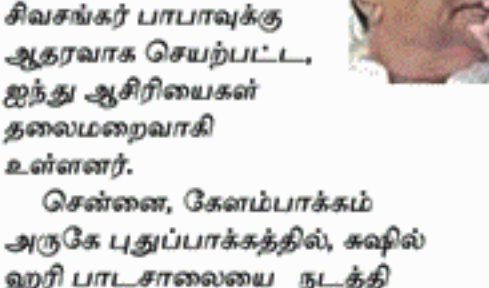 சிவசங்கர் பாபாவுக்கு
ஆதரவாக செயற்பட்ட,
ஐந்து ஆசிரியைகள்
தலைமறைவாகி
உள்ளனர்.
சென்னை, கேளம்பாக்கம்
அருகே புதுப்பாக்கத்தில், சுஷில்
ஹரி பாடசாலையை நடத்தி